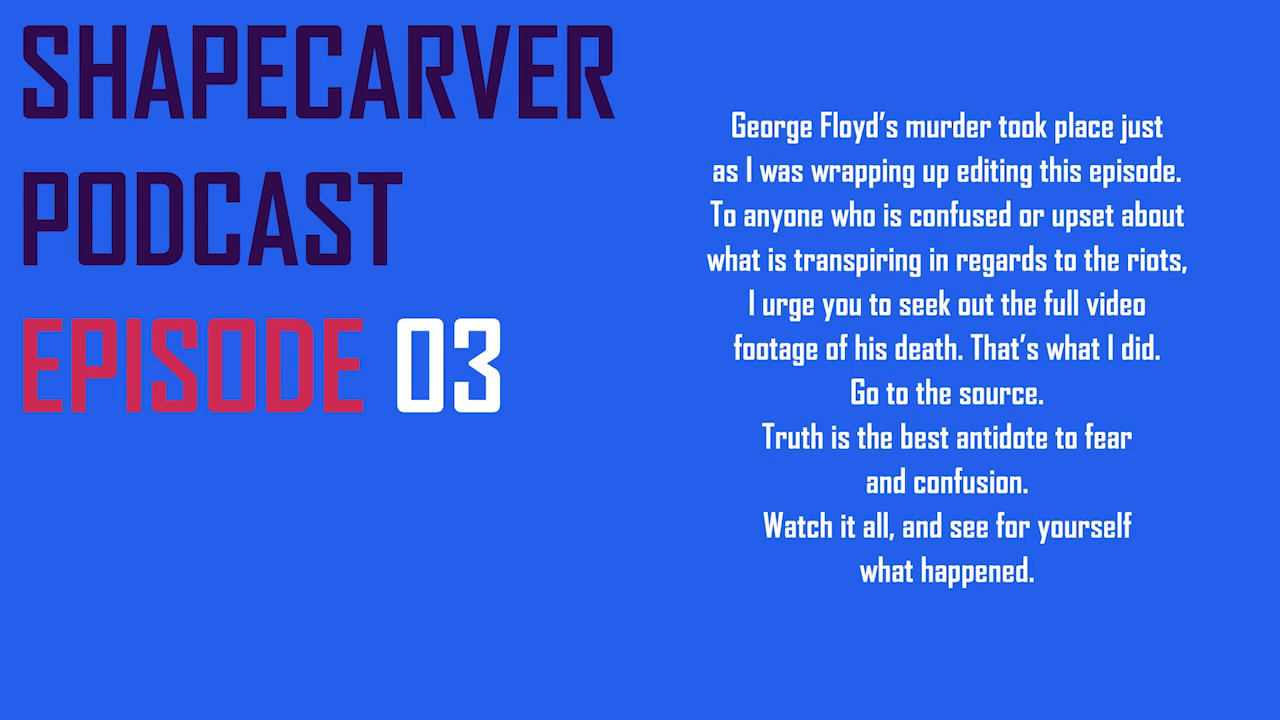 SHAPECARVER
PODCAST
EPISODE 03
George Floyd’s murder took place just
as I was wrapping up editing this episode.
To anyone who is confused or upset about
what is transpiring in regards to the riots,
I urge you to seek out the full video
footage of his death. That’s what I did.
Go to the source.
Truth is the best antidote to fear
and confusion.
Watch it all, and see for yourself
what happened.